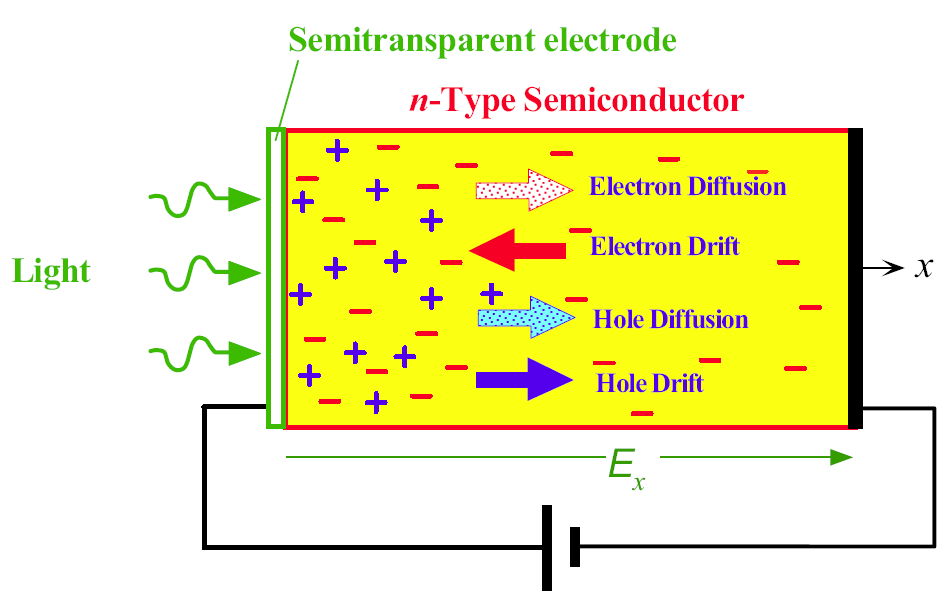 Semitransparent electrode
n-Type Semiconductor
Electron Diffusion
Electron Drift
Light
x
Hole Diffusion
Hole Drift
Ex